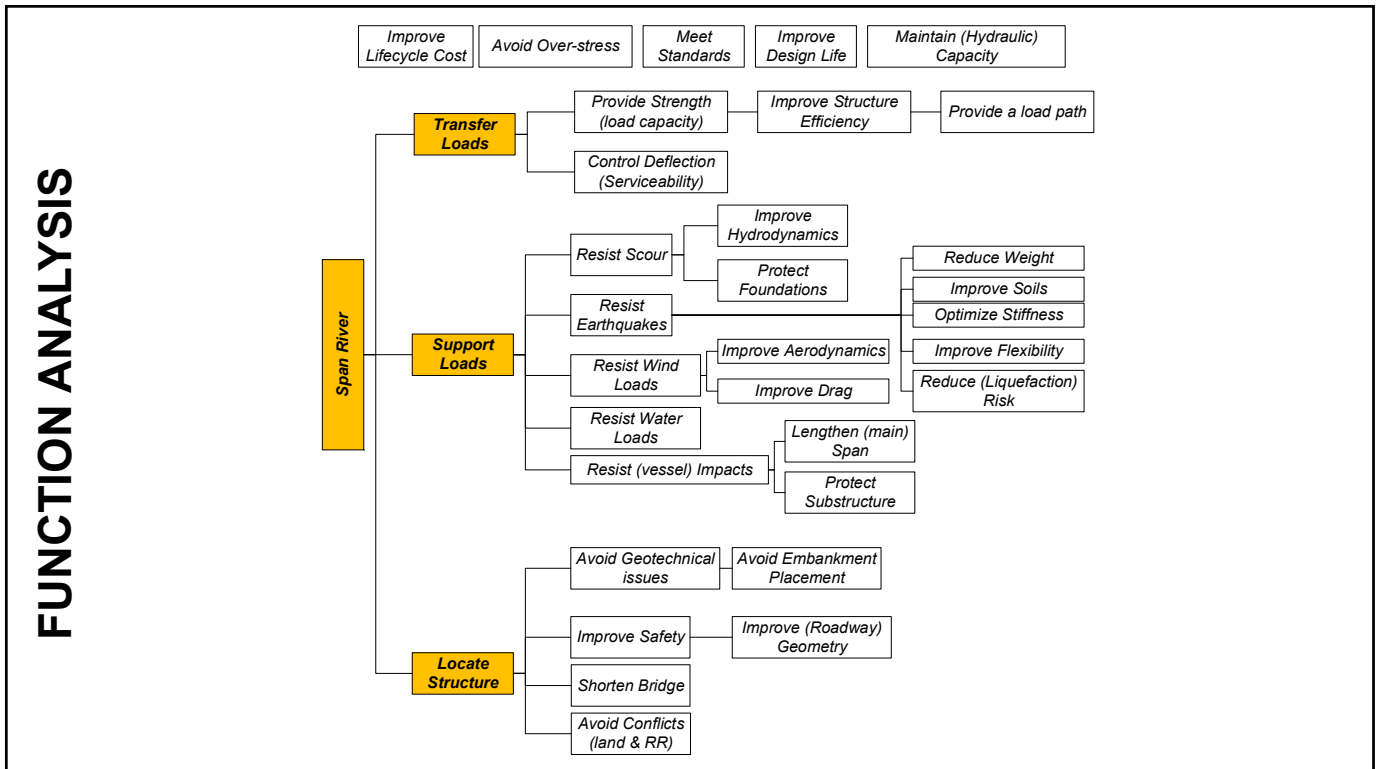 FUNCTION ANALYSIS
Improve
Lifecycle Cost
Avoid Over-stress
Meet
Standards
Improve
Design Life
Maintain (Hydraulic)
Capacity
Span River
Transfer
Loads
Provide Strength
(load capacity)
Improve Structure
Efficiency
Provide a load path
Control Deflection
(Serviceability)
Support
Loads
Resist Scour
Improve
Hydrodynamics
Protect
Foundations
Resist
Earthquakes
Reduce Weight
Improve Soils
Optimize Stiffness
Improve Flexibility
Reduce (Liquefaction)
Risk
Resist Wind
Loads
Improve Aerodynamics
Improve Drag
Resist Water
Loads
Resist (vessel) Impacts
Lengthen (main)
Span
Protect
Substructure
Locate
Structure
Avoid Geotechnical
issues
Avoid Embankment
Placement
Improve Safety
Improve (Roadway)
Geometry
Shorten Bridge
Avoid Conflicts
(land & RR)